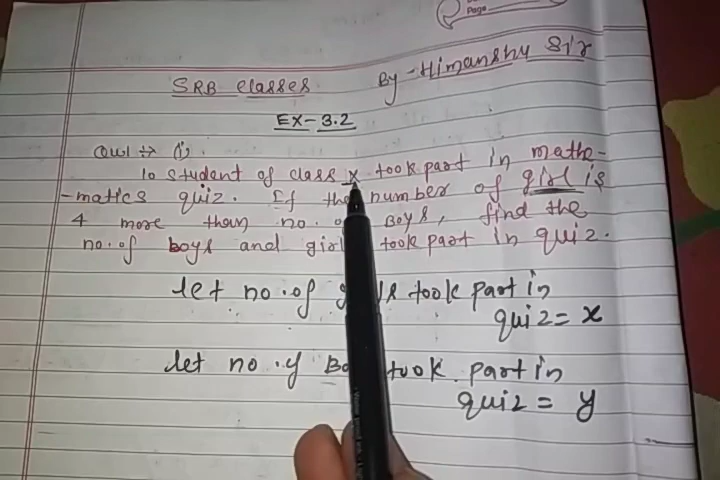 Page
SRB classes By - Himanshu Sir
EX - 3.2
(i).
10 student of class x took part in mathe-
-matics quiz. If the number of girl is
4 more than no. Boys, find the
no. of boys and girl took part in quiz.
let no. of took part in
quiz = x
let no. of took part in
quiz = y